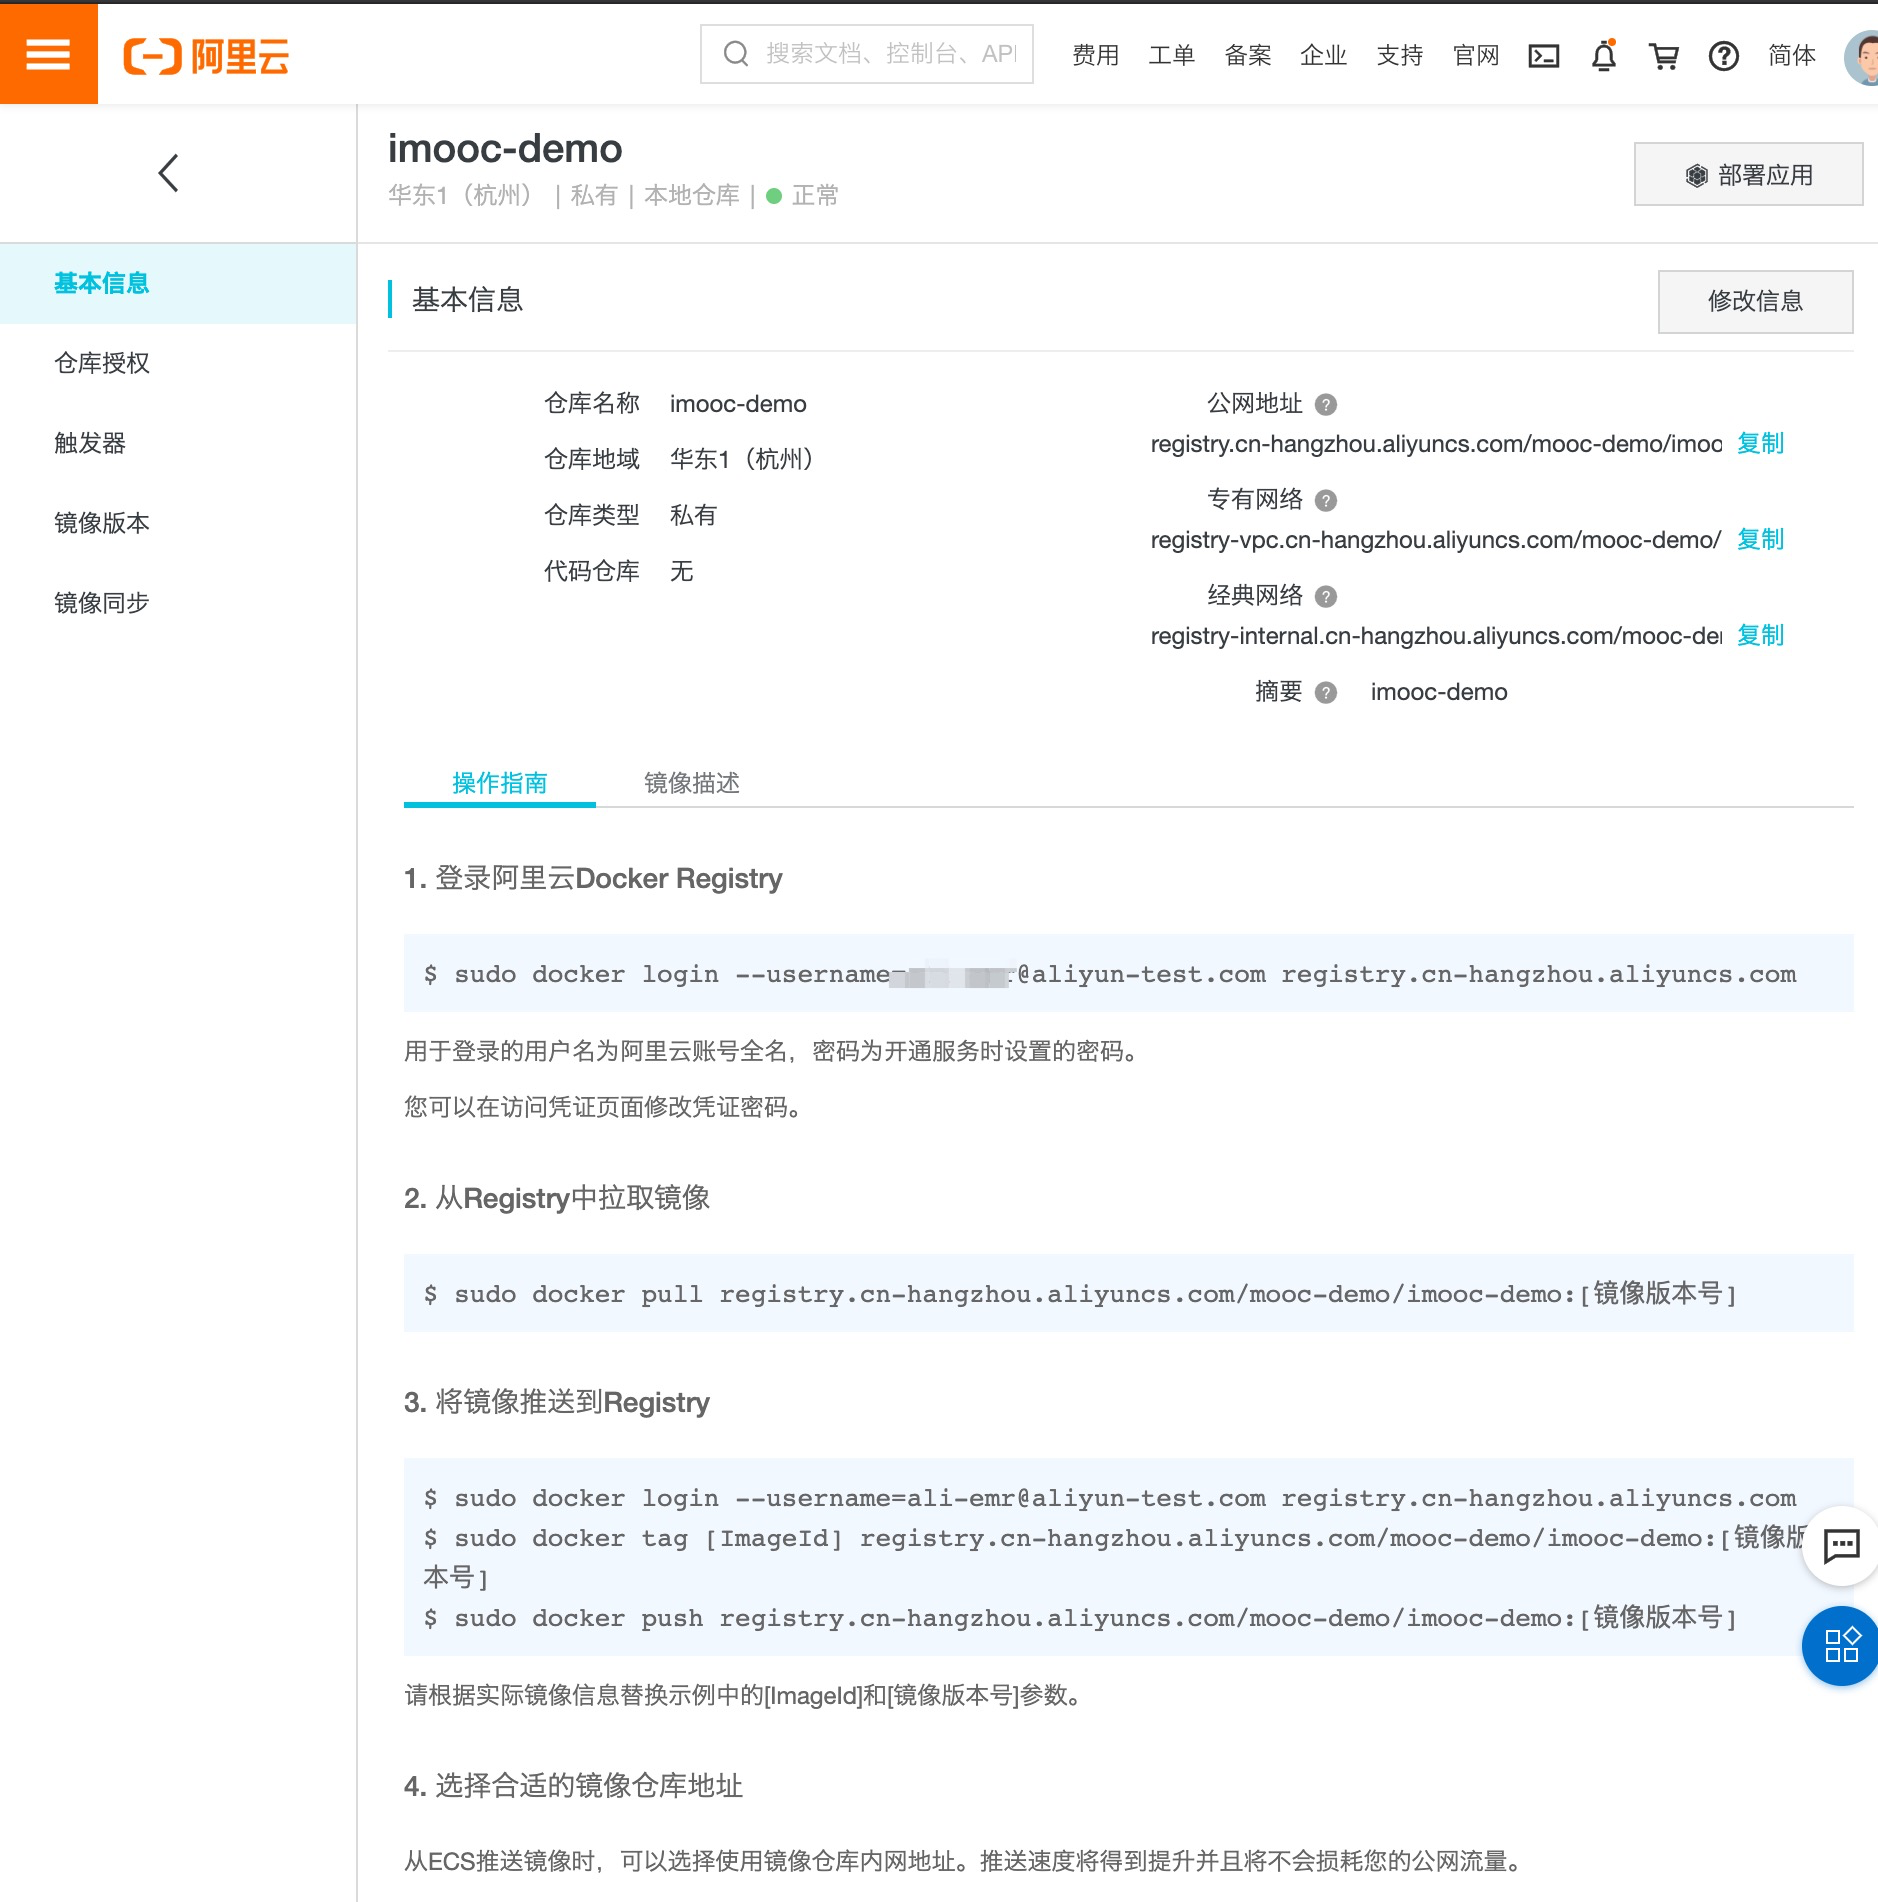 阿里云
搜索文档、控制台、API
费用 工单 备案 企业 支持 官网 简体
imooc-demo
华东1（杭州） | 私有 | 本地仓库 | 正常
部署应用
基本信息
仓库授权
触发器
镜像版本
镜像同步
基本信息
修改信息
仓库名称 imooc-demo
仓库地域 华东1（杭州）
仓库类型 私有
代码仓库 无
公网地址
registry.cn-hangzhou.aliyuncs.com/mooc-demo/imoo 复制
专有网络
registry-vpc.cn-hangzhou.aliyuncs.com/mooc-demo/ 复制
经典网络
registry-internal.cn-hangzhou.aliyuncs.com/mooc-de 复制
摘要 imooc-demo
操作指南 镜像描述
1. 登录阿里云Docker Registry
$ sudo docker login --username= @aliyun-test.com registry.cn-hangzhou.aliyuncs.com
用于登录的用户名为阿里云账号全名，密码为开通服务时设置的密码。
您可以在访问凭证页面修改凭证密码。
2. 从Registry中拉取镜像
$ sudo docker pull registry.cn-hangzhou.aliyuncs.com/mooc-demo/imooc-demo:[镜像版本号]
3. 将镜像推送到Registry
$ sudo docker login --username=ali-emr@aliyun-test.com registry.cn-hangzhou.aliyuncs.com
$ sudo docker tag [ImageId] registry.cn-hangzhou.aliyuncs.com/mooc-demo/imooc-demo:[镜像版
本号]
$ sudo docker push registry.cn-hangzhou.aliyuncs.com/mooc-demo/imooc-demo:[镜像版本号]
请根据实际镜像信息替换示例中的[ImageId]和[镜像版本号]参数。
4. 选择合适的镜像仓库地址
从ECS推送镜像时，可以选择使用镜像仓库内网地址。推送速度将得到提升并且将不会损耗您的公网流量。